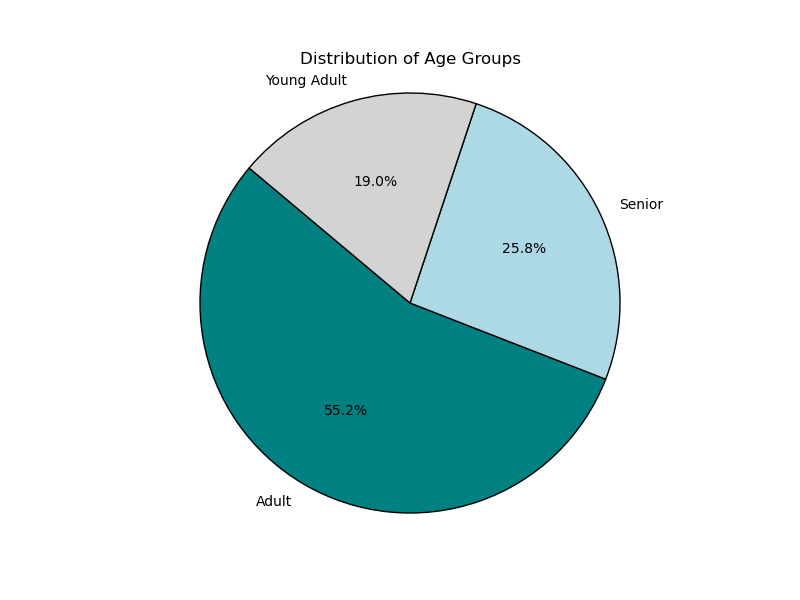 Distribution of Age Groups
Young Adult
19.0%
Senior
25.8%
55.2%
Adult